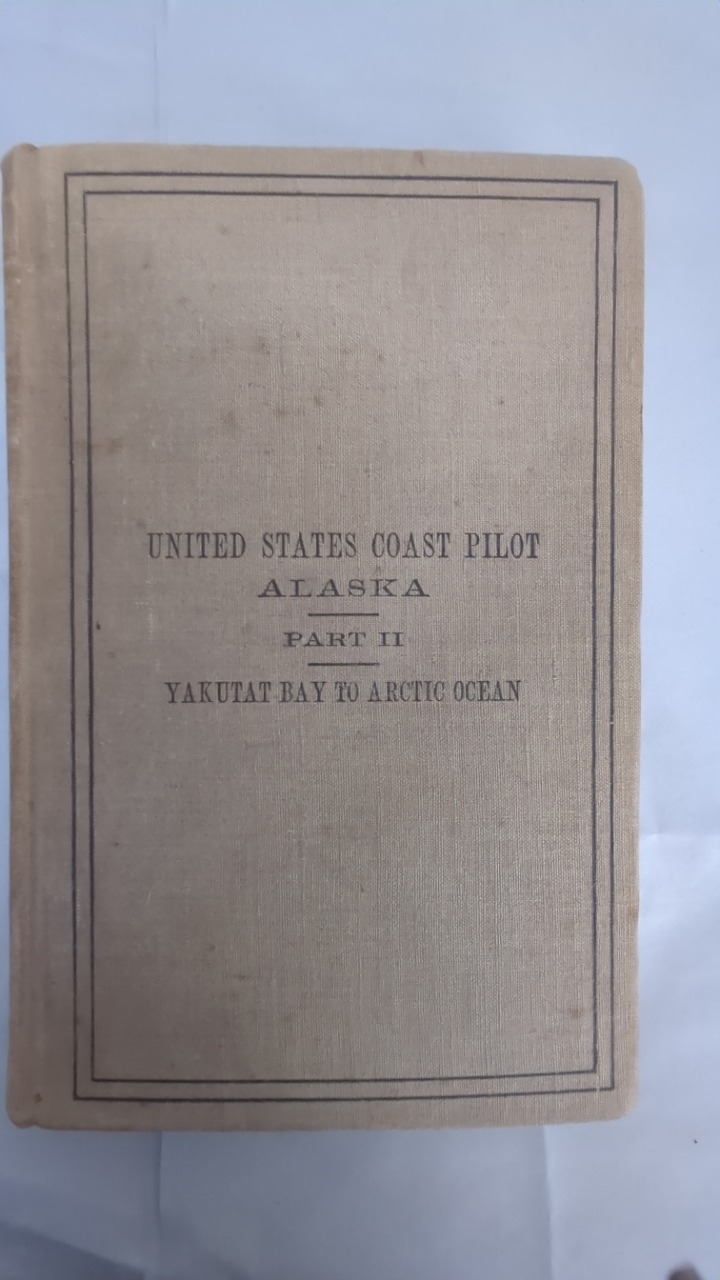 UNITED STATES COAST PILOT
ALASKA
PART II
YAKUTAT BAY TO ARCTIC OCEAN